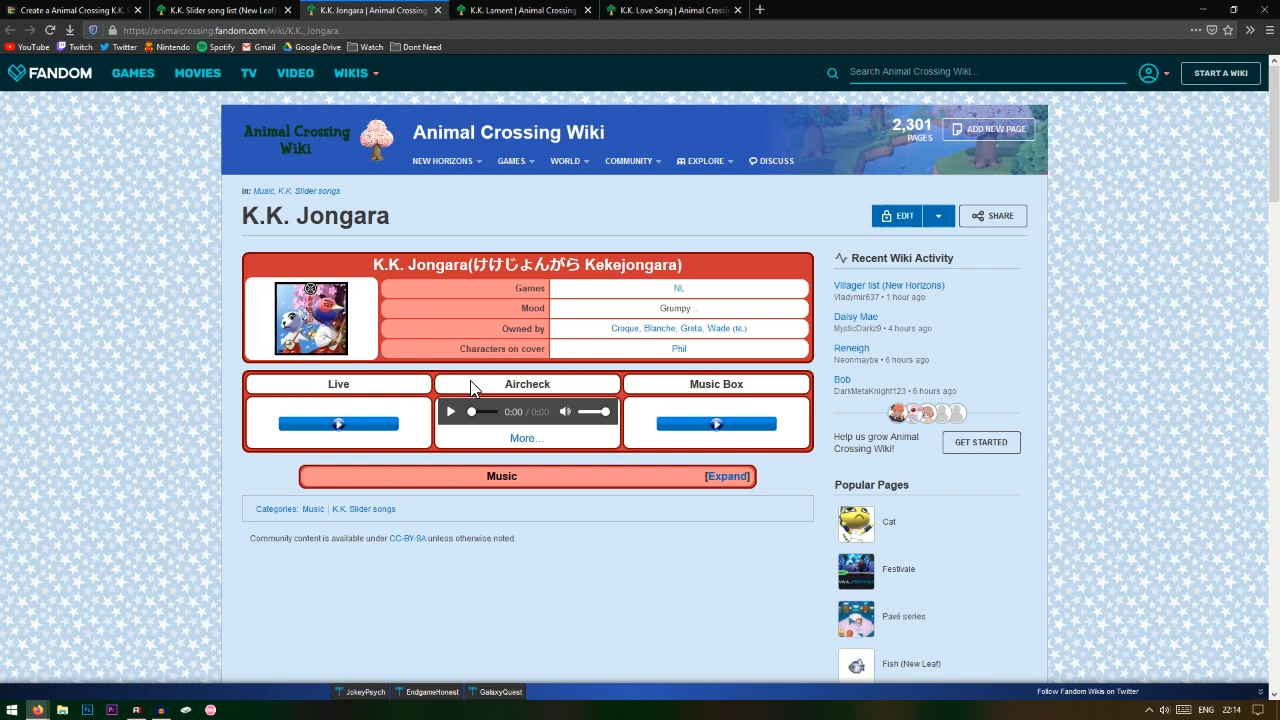 Create a Animal Crossing K.K. S
K.K. Slider song list (New Leaf)
K.K. Jongara | Animal Crossing
K.K. Lament | Animal Crossing
K.K. Love Song | Animal Crossing
https://animalcrossing.fandom.com/wiki/K.K._Jongara
YouTube Twitch Twitter Nintendo Spotify Gmail Google Drive Watch Dont Need
FANDOM GAMES MOVIES TV VIDEO WIKIS
Search Animal Crossing Wiki...
START A WIKI
Animal Crossing Wiki
Animal Crossing Wiki
2,301 PAGES
ADD NEW PAGE
NEW HORIZONS GAMES WORLD COMMUNITY EXPLORE DISCUSS
in: Music, K.K. Slider songs
K.K. Jongara
EDIT
SHARE
K.K. Jongara(けけじょんがら Kekejongara)
Games NL
Mood Grumpy...
Owned by Croque, Blanche, Greta, Wade (NL)
Characters on cover Phil
Live Aircheck Music Box
0:00 / 0:00
More...
Music [Expand]
Categories: Music K.K. Slider songs
Community content is available under CC-BY-SA unless otherwise noted.
Recent Wiki Activity
Villager list (New Horizons)
Vladymir637 • 1 hour ago
Daisy Mae
MysticDarkz9 • 4 hours ago
Reneigh
Neonmaybe • 6 hours ago
Bob
DarkMetaKnight123 • 6 hours ago
Help us grow Animal Crossing Wiki!
GET STARTED
Popular Pages
Cat
Festivale
Pavé series
Fish (New Leaf)
JokeyPsych EndgameHonest GalaxyQuest
Follow Fandom Wikis on Twitter
ENG 22:14